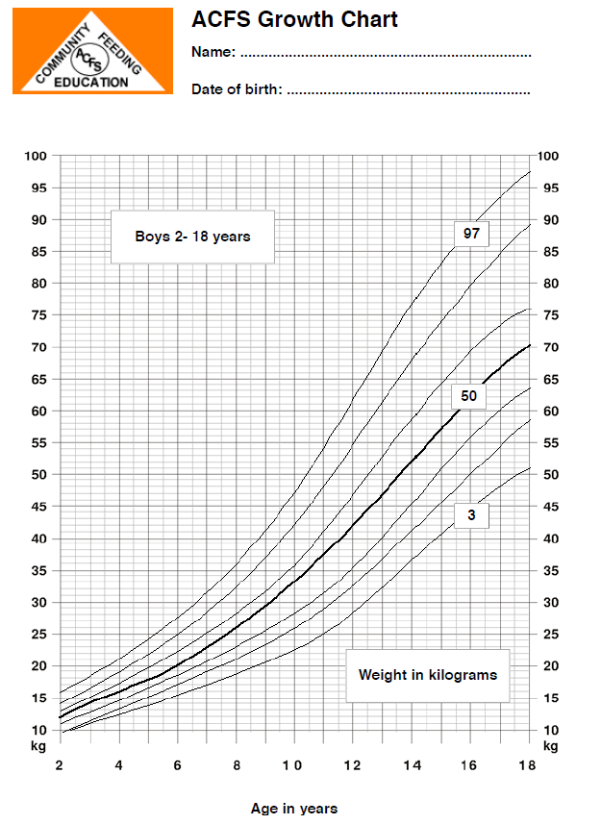 COMMUNITY
FEEDING
ACFS
EDUCATION
ACFS Growth Chart
Name: ..........................................................
Date of birth: ..........................................................
100 100
95 95
90 90
97
Boys 2- 18 years
85 85
80 80
75 75
70 70
65 65
50
60 60
55 55
50 50
45 45
3
40 40
35 35
30 30
25 25
20 20
Weight in kilograms
15 15
10 10
kg kg
2 4 6 8 10 12 14 16 18
Age in years